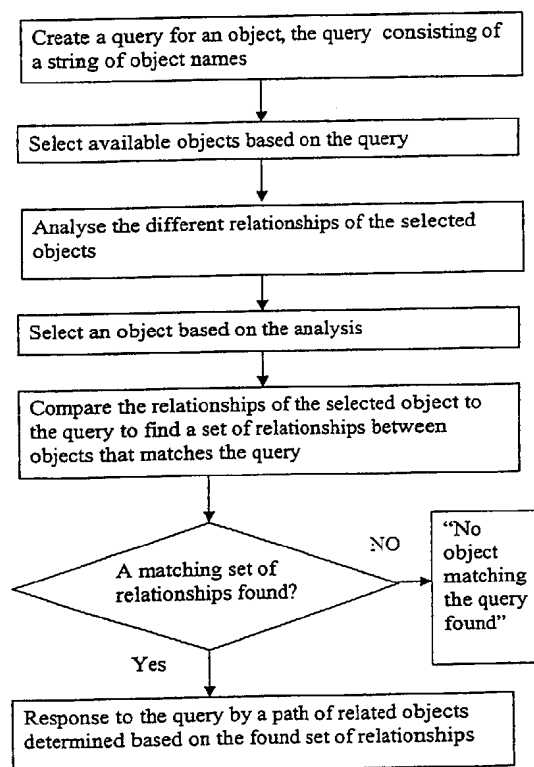 Create a query for an object, the query consisting of
a string of object names
Select available objects based on the query
Analyse the different relationships of the selected
objects
Select an object based on the analysis
Compare the relationships of the selected object to
the query to find a set of relationships between
objects that matches the query
A matching set of
relationships found?
NO
“No
object
matching
the query
found”
Yes
Response to the query by a path of related objects
determined based on the found set of relationships